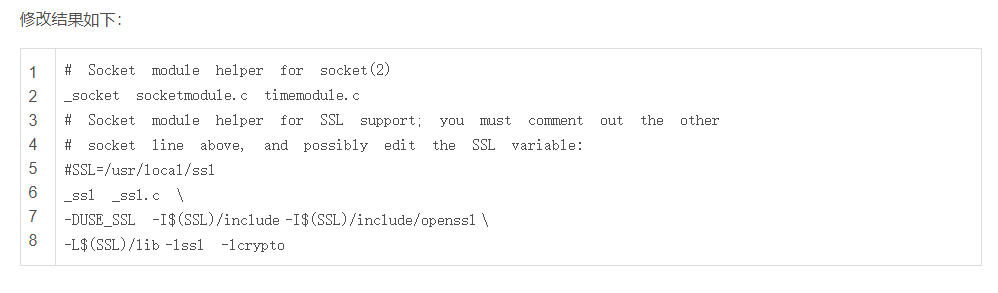 修改结果如下：
1 # Socket module helper for socket(2)
2 _socket socketmodule.c timemodule.c
3 # Socket module helper for SSL support; you must comment out the other
4 # socket line above, and possibly edit the SSL variable:
5 #SSL=/usr/local/ssl
6 _ssl _ssl.c \
7 -DUSE_SSL -I$(SSL)/include -I$(SSL)/include/openssl \
8 -L$(SSL)/lib -lssl -lcrypto